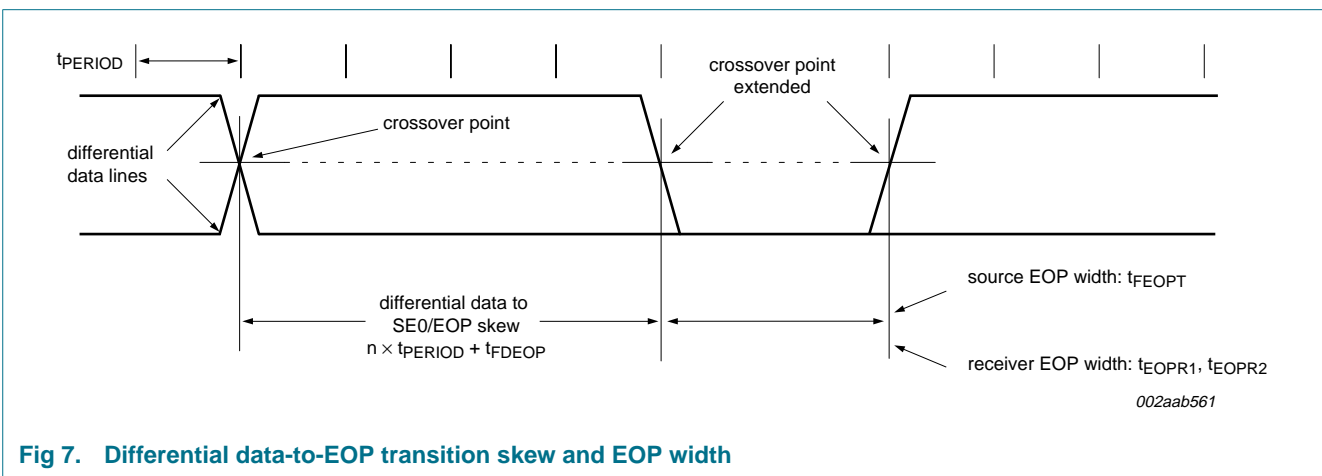 tPERIOD
crossover point
extended
crossover point
differential
data lines
differential data to
SE0/EOP skew
n × tPERIOD + tFDEOP
source EOP width: tFEOPT
receiver EOP width: tEOPR1, tEOPR2
002aab561
Fig 7. Differential data-to-EOP transition skew and EOP width